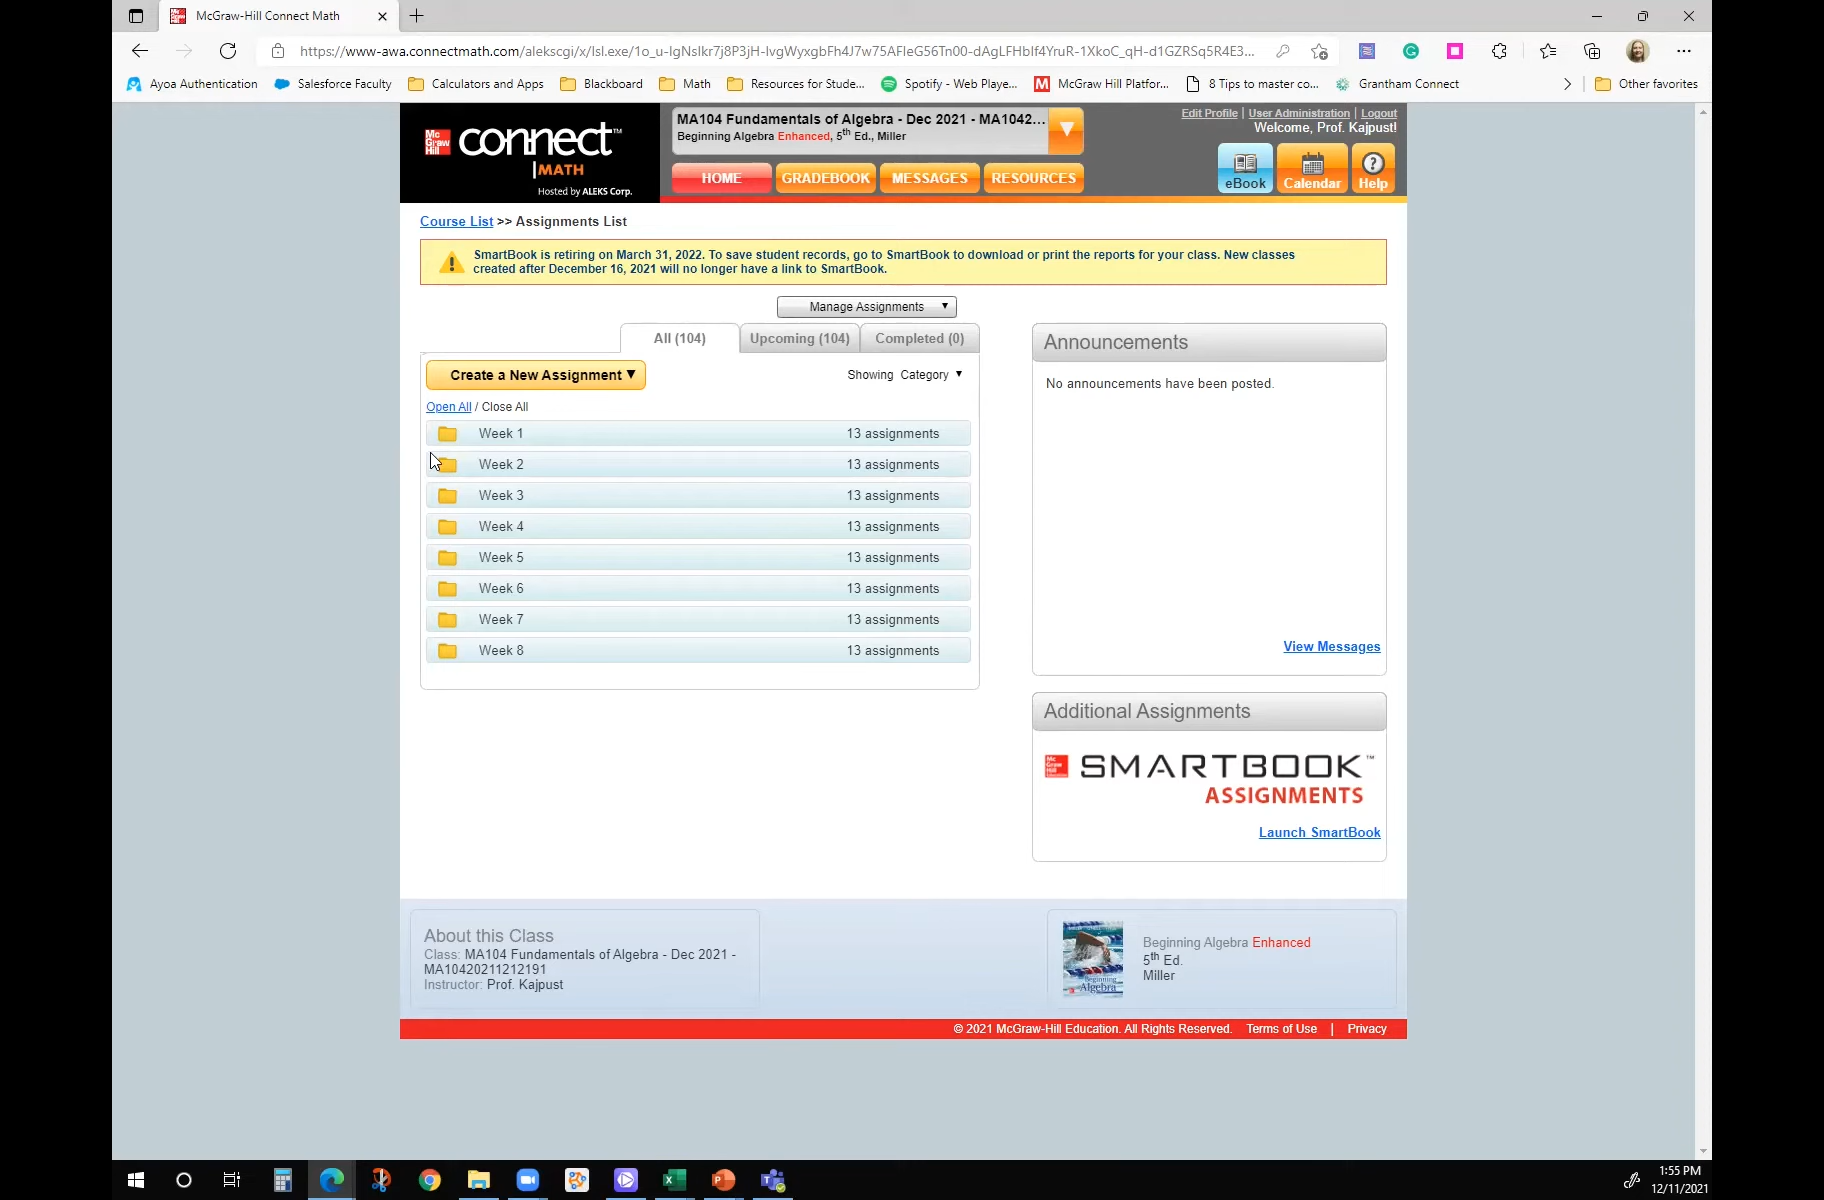 McGraw-Hill Connect Math
https://www-awa.connectmath.com/alekscgi/x/Isl.exe/1o_u-IgNsIkr7j8P3jH-IvgWyxgbFh4J7w75AFIeG56Tn00-dAgLFHbIf4YruR-1XkoC_qH-d1GZRSq5R4E3...
Ayoa Authentication
Salesforce Faculty
Calculators and Apps
Blackboard
Math
Resources for Stude...
Spotify - Web Playe...
McGraw Hill Platfor...
8 Tips to master co...
Grantham Connect
Other favorites
Mc Graw Hill connect™
MATH
Hosted by ALEKS Corp.
MA104 Fundamentals of Algebra - Dec 2021 - MA1042...
Beginning Algebra Enhanced, 5th Ed., Miller
Edit Profile | User Administration | Logout
Welcome, Prof. Kajpust!
HOME
GRADEBOOK
MESSAGES
RESOURCES
eBook
Calendar
Help
Course List >> Assignments List
SmartBook is retiring on March 31, 2022. To save student records, go to SmartBook to download or print the reports for your class. New classes
created after December 16, 2021 will no longer have a link to SmartBook.
Manage Assignments
All (104)
Upcoming (104)
Completed (0)
Create a New Assignment
Showing Category
Open All / Close All
Week 1 13 assignments
Week 2 13 assignments
Week 3 13 assignments
Week 4 13 assignments
Week 5 13 assignments
Week 6 13 assignments
Week 7 13 assignments
Week 8 13 assignments
Announcements
No announcements have been posted.
View Messages
Additional Assignments
SMARTBOOK™
ASSIGNMENTS
Launch SmartBook
About this Class
Class: MA104 Fundamentals of Algebra - Dec 2021 -
MA10420211212191
Instructor: Prof. Kajpust
Beginning Algebra
Beginning Algebra Enhanced
5th Ed.
Miller
© 2021 McGraw-Hill Education. All Rights Reserved. Terms of Use | Privacy
1:55 PM
12/11/2021